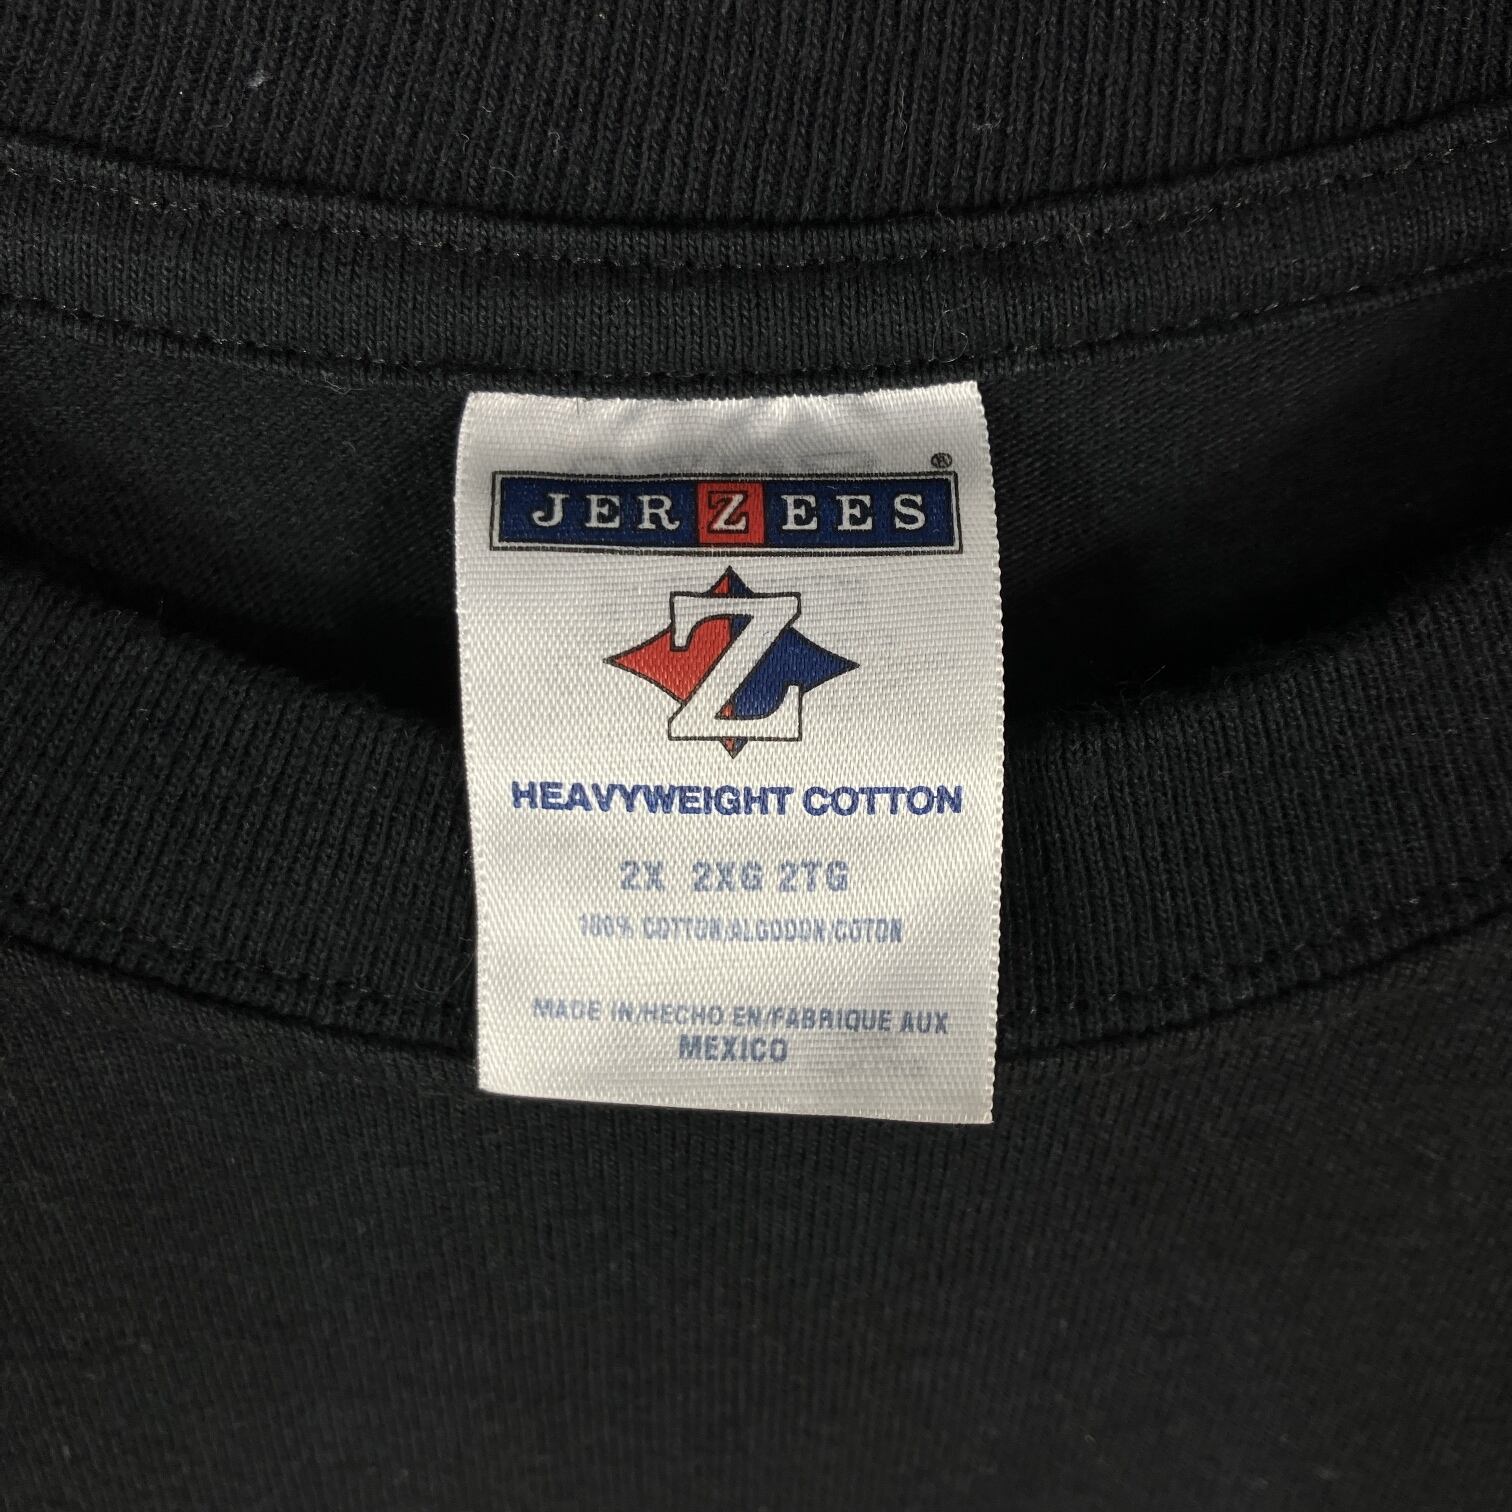 JERZEES®
Z
HEAVYWEIGHT COTTON
2X 2XG 2TG
100% COTTON/ALGODON/COTON
MADE IN/HECHO EN/FABRIQUE AUX
MEXICO